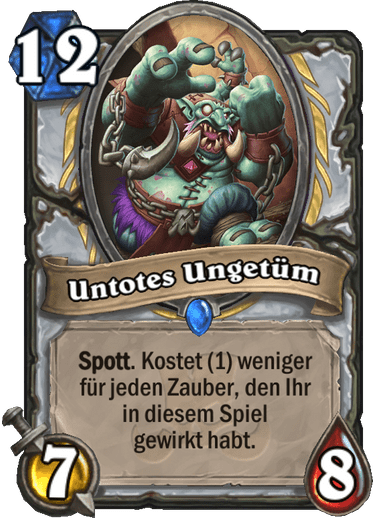 12
Untotes Ungetüm
Spott. Kostet (1) weniger
für jeden Zauber, den Ihr
in diesem Spiel
gewirkt habt.
7
8